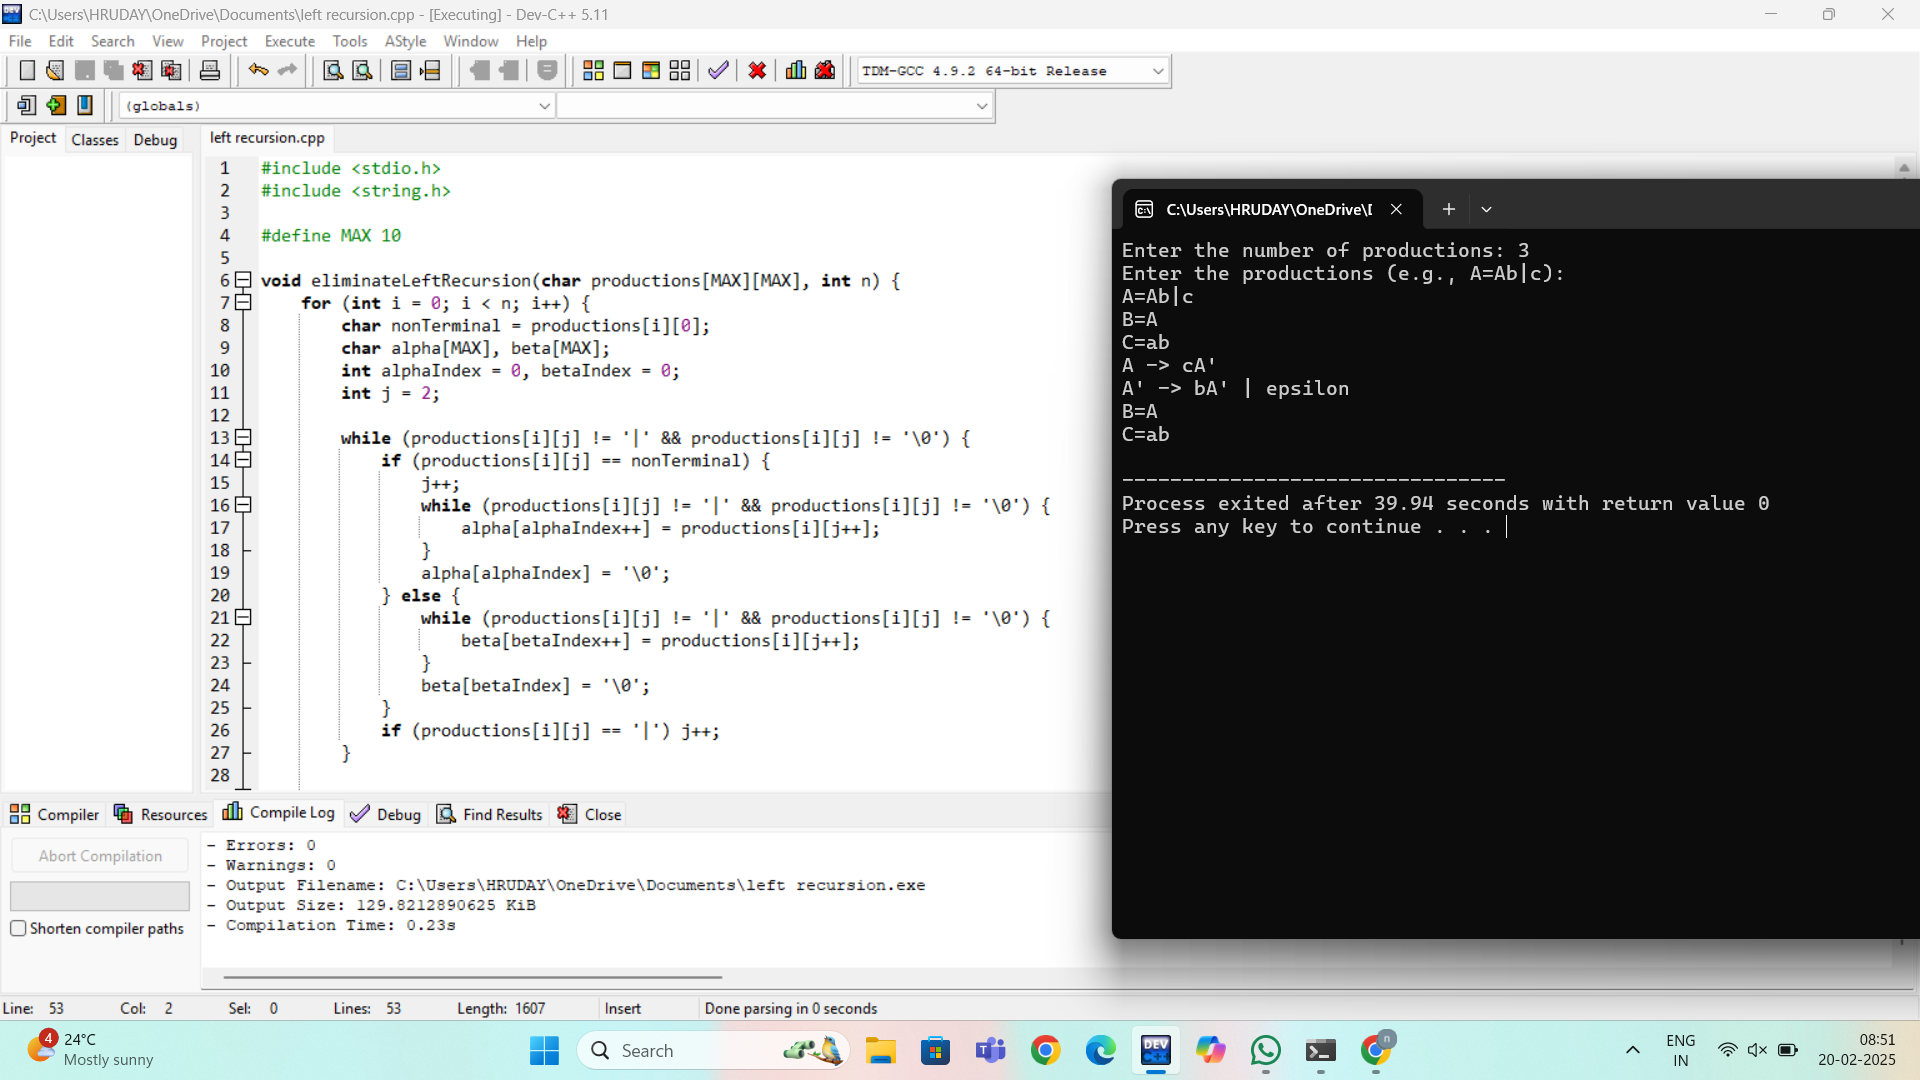 C:\Users\HRUDAY\OneDrive\Documents\left recursion.cpp - [Executing] - Dev-C++ 5.11
File Edit Search View Project Execute Tools AStyle Window Help
TDM-GCC 4.9.2 64-bit Release
(globals)
Project Classes Debug
left recursion.cpp
1 #include <stdio.h>
2 #include <string.h>
3
4 #define MAX 10
5
6 void eliminateLeftRecursion(char productions[MAX][MAX], int n) {
7 for (int i = 0; i < n; i++) {
8 char nonTerminal = productions[i][0];
9 char alpha[MAX], beta[MAX];
10 int alphaIndex = 0, betaIndex = 0;
11 int j = 2;
12
13 while (productions[i][j] != '|' && productions[i][j] != '\0') {
14 if (productions[i][j] == nonTerminal) {
15 j++;
16 while (productions[i][j] != '|' && productions[i][j] != '\0') {
17 alpha[alphaIndex++] = productions[i][j++];
18 }
19 alpha[alphaIndex] = '\0';
20 } else {
21 while (productions[i][j] != '|' && productions[i][j] != '\0') {
22 beta[betaIndex++] = productions[i][j++];
23 }
24 beta[betaIndex] = '\0';
25 }
26 if (productions[i][j] == '|') j++;
27 }
28
C:\Users\HRUDAY\OneDrive\
Enter the number of productions: 3
Enter the productions (e.g., A=Ab|c):
A=Ab|c
B=A
C=ab
A -> cA'
A' -> bA' | epsilon
B=A
C=ab
--------------------------------
Process exited after 39.94 seconds with return value 0
Press any key to continue . . .
Compiler Resources Compile Log Debug Find Results Close
Abort Compilation
Shorten compiler paths
- Errors: 0
- Warnings: 0
- Output Filename: C:\Users\HRUDAY\OneDrive\Documents\left recursion.exe
- Output Size: 129.8212890625 KiB
- Compilation Time: 0.23s
Line: 53 Col: 2 Sel: 0 Lines: 53 Length: 1607 Insert Done parsing in 0 seconds
4
24°C
Mostly sunny
Search
DEV
n
ENG
IN
08:51
20-02-2025